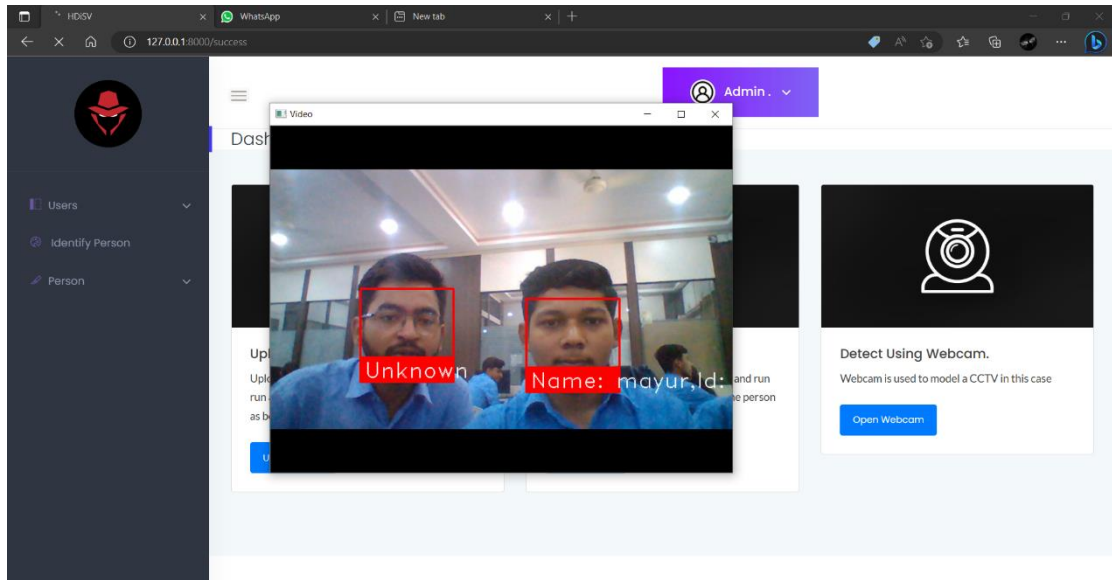 HDiSV
WhatsApp
New tab
127.0.0.1:8000/success
Admin .
Video
Dash
Users
Identify Person
Person
Unknown
Name: mayur,Id:
Detect Using Webcam.
Webcam is used to model a CCTV in this case
Open Webcam
Upl
Uplo
run
as b
U
and run
e person